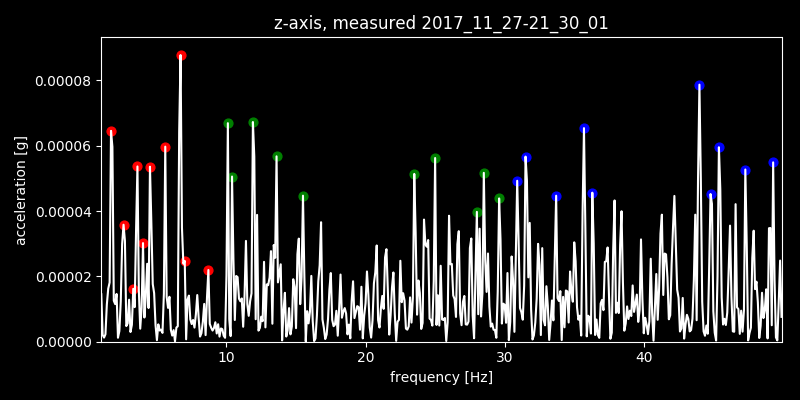 z-axis, measured 2017_11_27-21_30_01
0.00008
0.00006
0.00004
0.00002
0.00000
acceleration [g]
10 20 30 40
frequency [Hz]